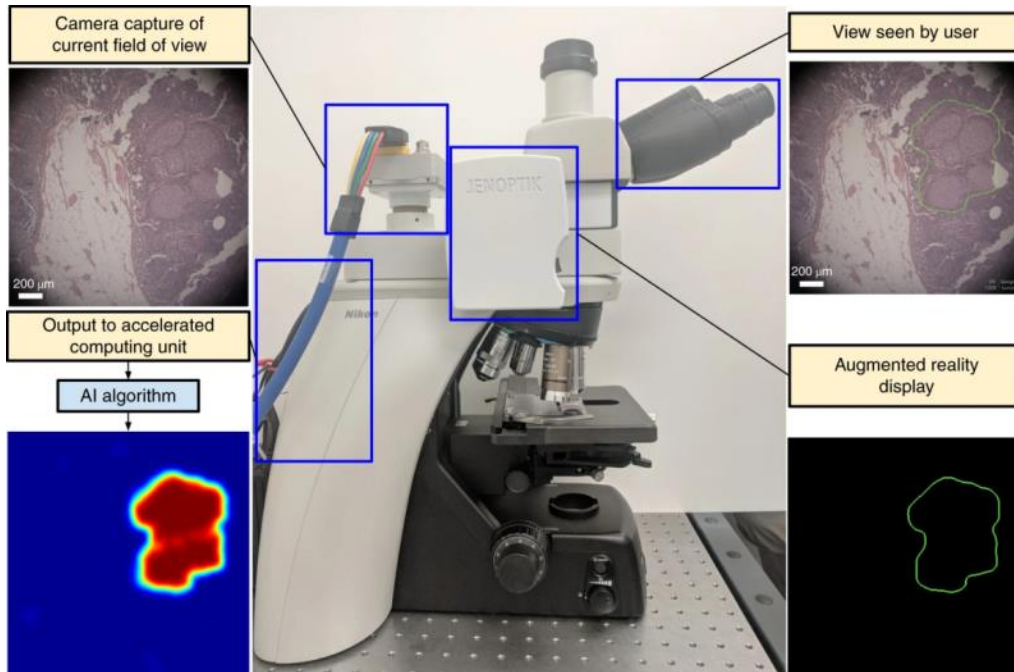 Camera capture of
current field of view
200 μm
Output to accelerated
computing unit
AI algorithm
JENOPTIK
Nikon
View seen by user
200 μm
Augmented reality
display